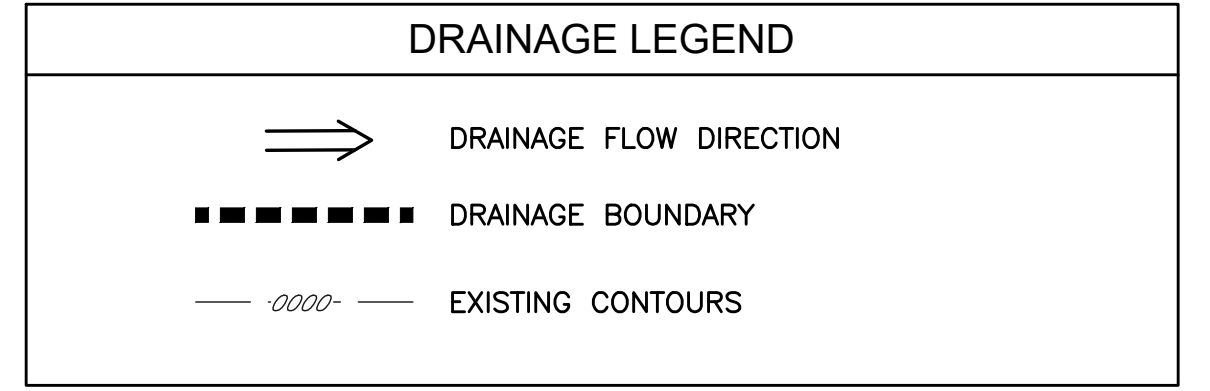 DRAINAGE LEGEND
DRAINAGE FLOW DIRECTION
DRAINAGE BOUNDARY
-0000- EXISTING CONTOURS